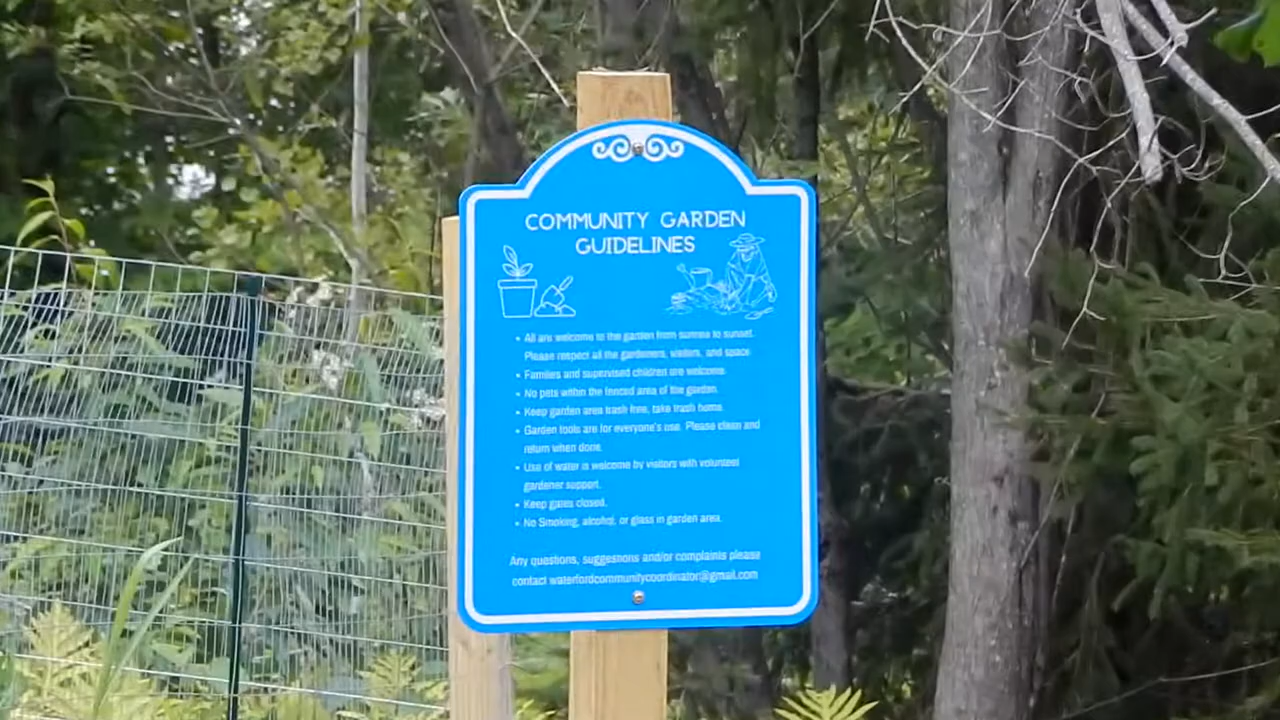 COMMUNITY GARDEN
GUIDELINES
• All are welcome to the garden from sunrise to sunset.
Please respect all the gardeners, visitors, and space.
• Families and supervised children are welcome.
• No pets within the fenced area of the garden.
• Keep garden area trash free, take trash home.
• Garden tools are for everyone's use. Please clean and
return when done.
• Use of water is welcome by visitors with volunteer
gardener support.
• Keep gates closed.
• No Smoking, alcohol, or glass in garden area.
Any questions, suggestions and/or complaints please
contact waterfordcommunitycoordinator@gmail.com